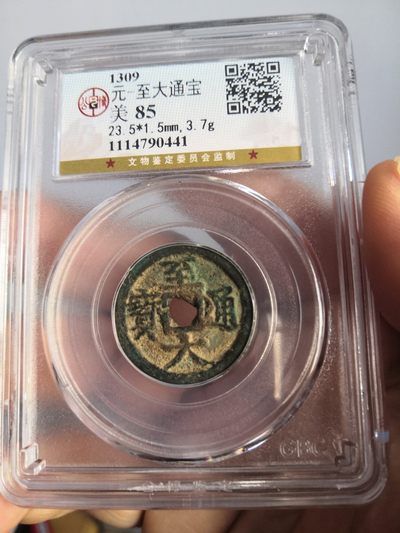 1309
元-至大通宝
美 85
23.5*1.5mm,3.7g
1114790441
★ 文物鉴定委员会监制 ★
至大通寶
GBCA